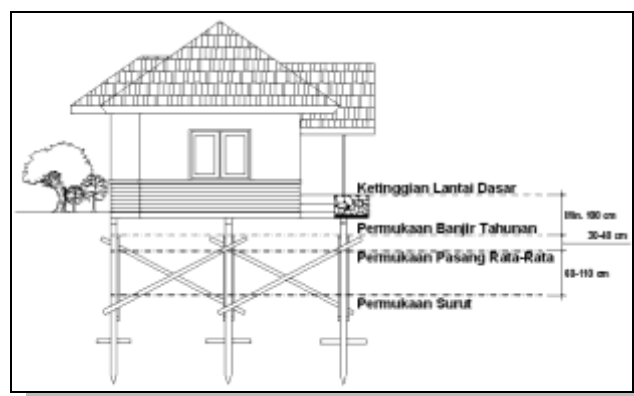 Ketinggian Lantai Dasar
Min. 100 cm
Permukaan Banjir Tahunan
30-40 cm
Permukaan Pasang Rata-Rata
60-110 cm
Permukaan Surut